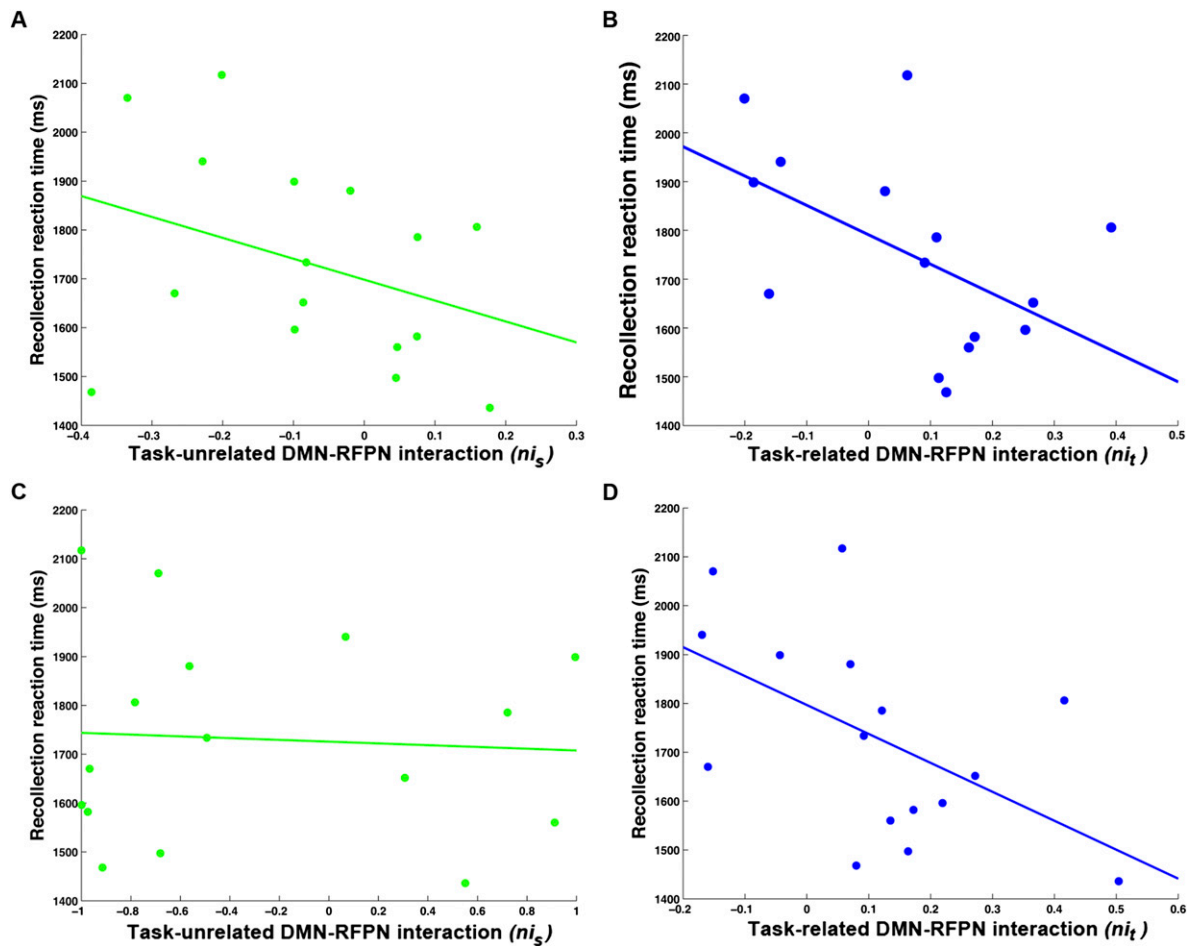 A
Recollection reaction time (ms)
2200
2100
2000
1900
1800
1700
1600
1500
1400
−0.4 −0.3 −0.2 −0.1 0 0.1 0.2 0.3
Task-unrelated DMN-RFPN interaction (ni_s)
B
Recollection reaction time (ms)
2200
2100
2000
1900
1800
1700
1600
1500
1400
−0.2 −0.1 0 0.1 0.2 0.3 0.4 0.5
Task-related DMN-RFPN interaction (ni_t)
C
Recollection reaction time (ms)
2200
2100
2000
1900
1800
1700
1600
1500
1400
−1 −0.8 −0.6 −0.4 −0.2 0 0.2 0.4 0.6 0.8 1
Task-unrelated DMN-RFPN interaction (ni_s)
D
Recollection reaction time (ms)
2200
2100
2000
1900
1800
1700
1600
1500
1400
−0.2 −0.1 0 0.1 0.2 0.3 0.4 0.5 0.6
Task-related DMN-RFPN interaction (ni_t)